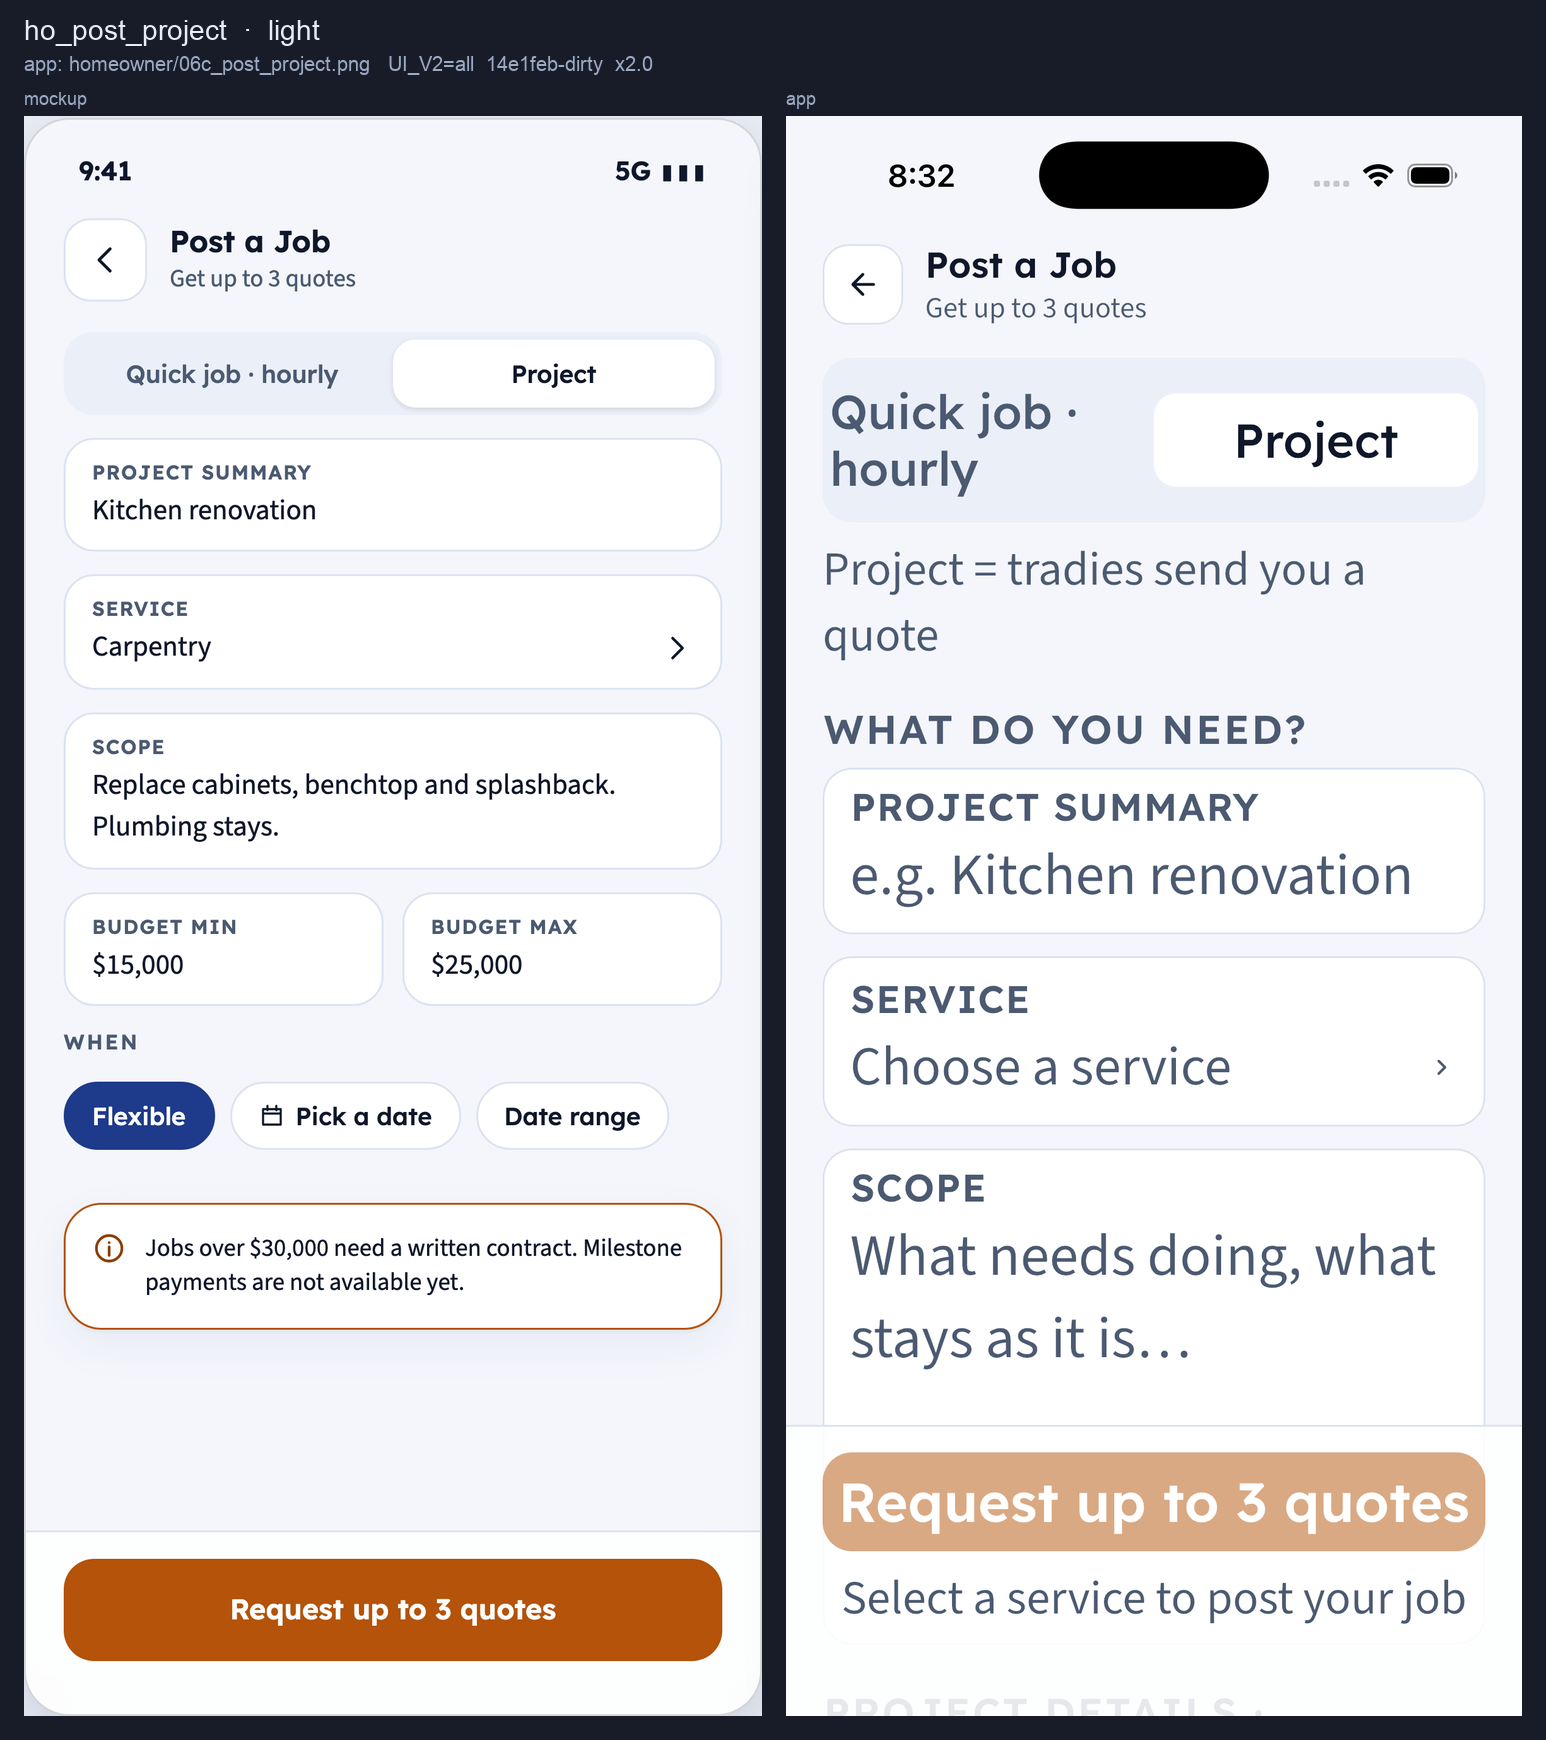 ho_post_project · light
app: homeowner/06c_post_project.png UI_V2=all 14e1feb-dirty x2.0
mockup
9:41
5G
Post a Job
Get up to 3 quotes
Quick job · hourly
Project
PROJECT SUMMARY
Kitchen renovation
SERVICE
Carpentry
SCOPE
Replace cabinets, benchtop and splashback.
Plumbing stays.
BUDGET MIN
$15,000
BUDGET MAX
$25,000
WHEN
Flexible
Pick a date
Date range
Jobs over $30,000 need a written contract. Milestone
payments are not available yet.
Request up to 3 quotes
app
8:32
Post a Job
Get up to 3 quotes
Quick job ·
hourly
Project
Project = tradies send you a
quote
WHAT DO YOU NEED?
PROJECT SUMMARY
e.g. Kitchen renovation
SERVICE
Choose a service
SCOPE
What needs doing, what
stays as it is…
Request up to 3 quotes
Select a service to post your job
PROJECT DETAILS ·